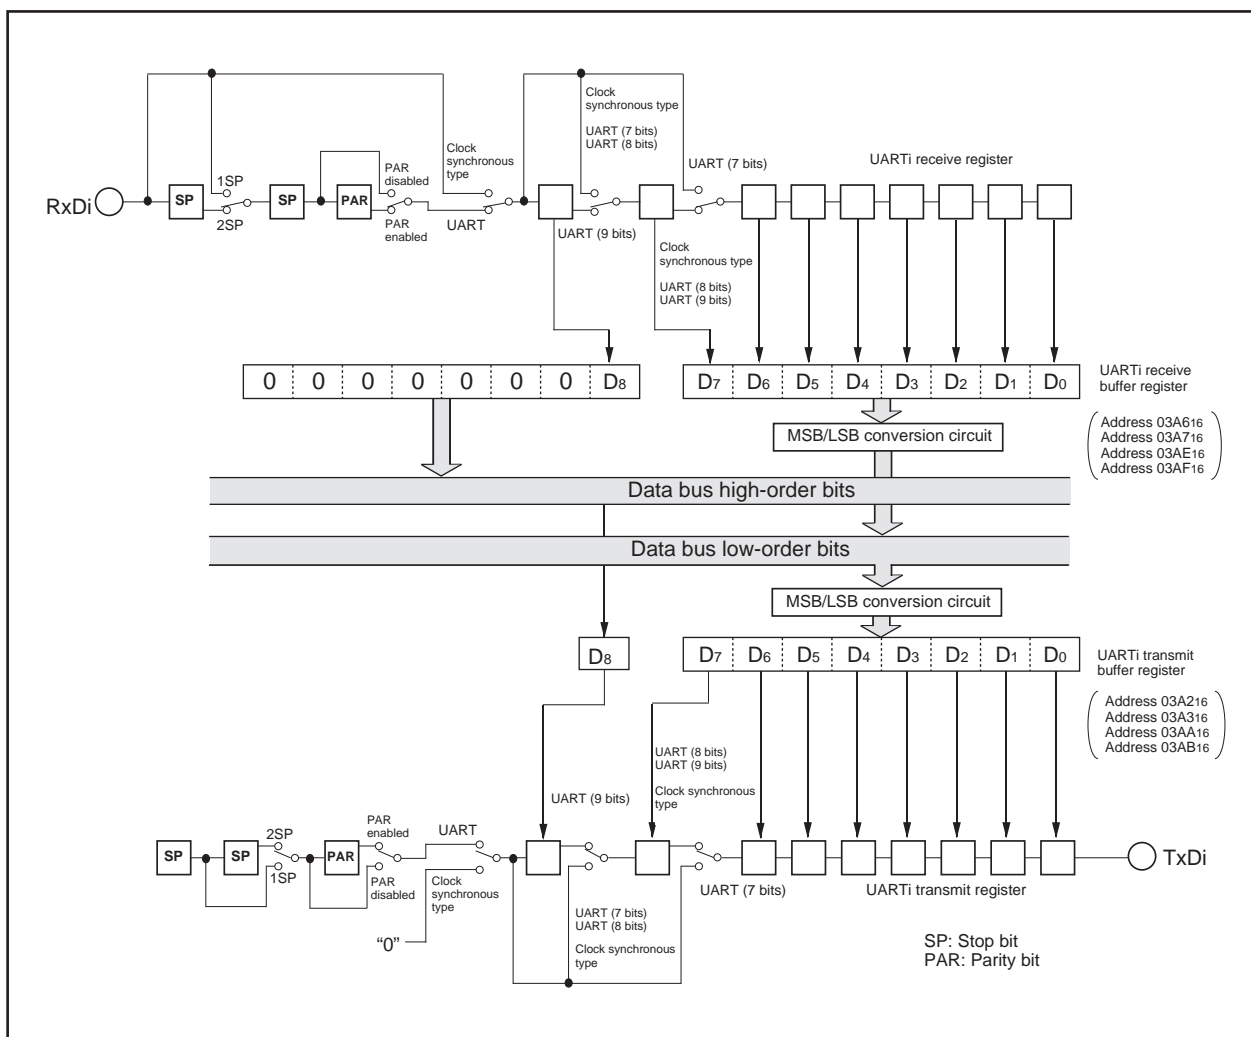 Clock
synchronous type
UART (7 bits)
UART (8 bits)
Clock
synchronous
type
UART (7 bits)
UARTi receive register
PAR
disabled
1SP
RxDi
SP
SP
PAR
2SP
PAR
enabled
UART
UART (9 bits)
Clock
synchronous type
UART (8 bits)
UART (9 bits)
0 0 0 0 0 0 0 D8
D7 D6 D5 D4 D3 D2 D1 D0
UARTi receive
buffer register
MSB/LSB conversion circuit
Address 03A616
Address 03A716
Address 03AE16
Address 03AF16
Data bus high-order bits
Data bus low-order bits
MSB/LSB conversion circuit
D8
D7 D6 D5 D4 D3 D2 D1 D0
UARTi transmit
buffer register
Address 03A216
Address 03A316
Address 03AA16
Address 03AB16
UART (8 bits)
UART (9 bits)
Clock synchronous
type
UART (9 bits)
PAR
enabled
2SP
UART
SP
SP
PAR
TxDi
1SP
PAR
disabled
Clock
synchronous
type
UART (7 bits)
UARTi transmit register
UART (7 bits)
UART (8 bits)
Clock synchronous
type
“0”
SP: Stop bit
PAR: Parity bit